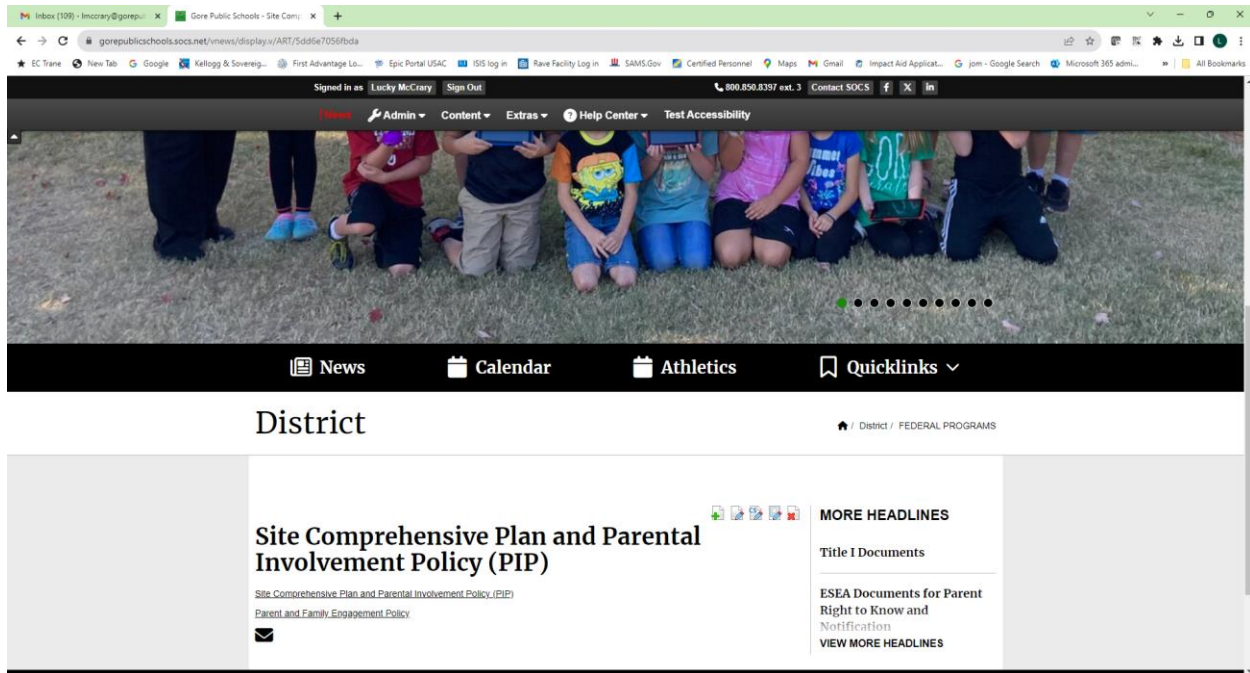 Inbox (109) - lmccrary@gorepul
Gore Public Schools - Site Comp
gorepublicschools.socs.net/vnews/display.v/ART/5dd6e7056fbda
EC Trane New Tab Google Kellogg & Sovereig... First Advantage Lo... Epic Portal USAC ISIS log in Rave Facility Log in SAMS.Gov Certified Personnel Maps Gmail Impact Aid Applicat... jom - Google Search Microsoft 365 admi... » All Bookmarks
Signed in as Lucky McCrary Sign Out 800.850.8397 ext. 3 Contact SOCS
Admin Content Extras Help Center Test Accessibility
News Calendar Athletics Quicklinks
District
/ District / FEDERAL PROGRAMS
Site Comprehensive Plan and Parental
Involvement Policy (PIP)
Site Comprehensive Plan and Parental Involvement Policy (PIP)
Parent and Family Engagement Policy
MORE HEADLINES
Title I Documents
ESEA Documents for Parent
Right to Know and
Notification
VIEW MORE HEADLINES